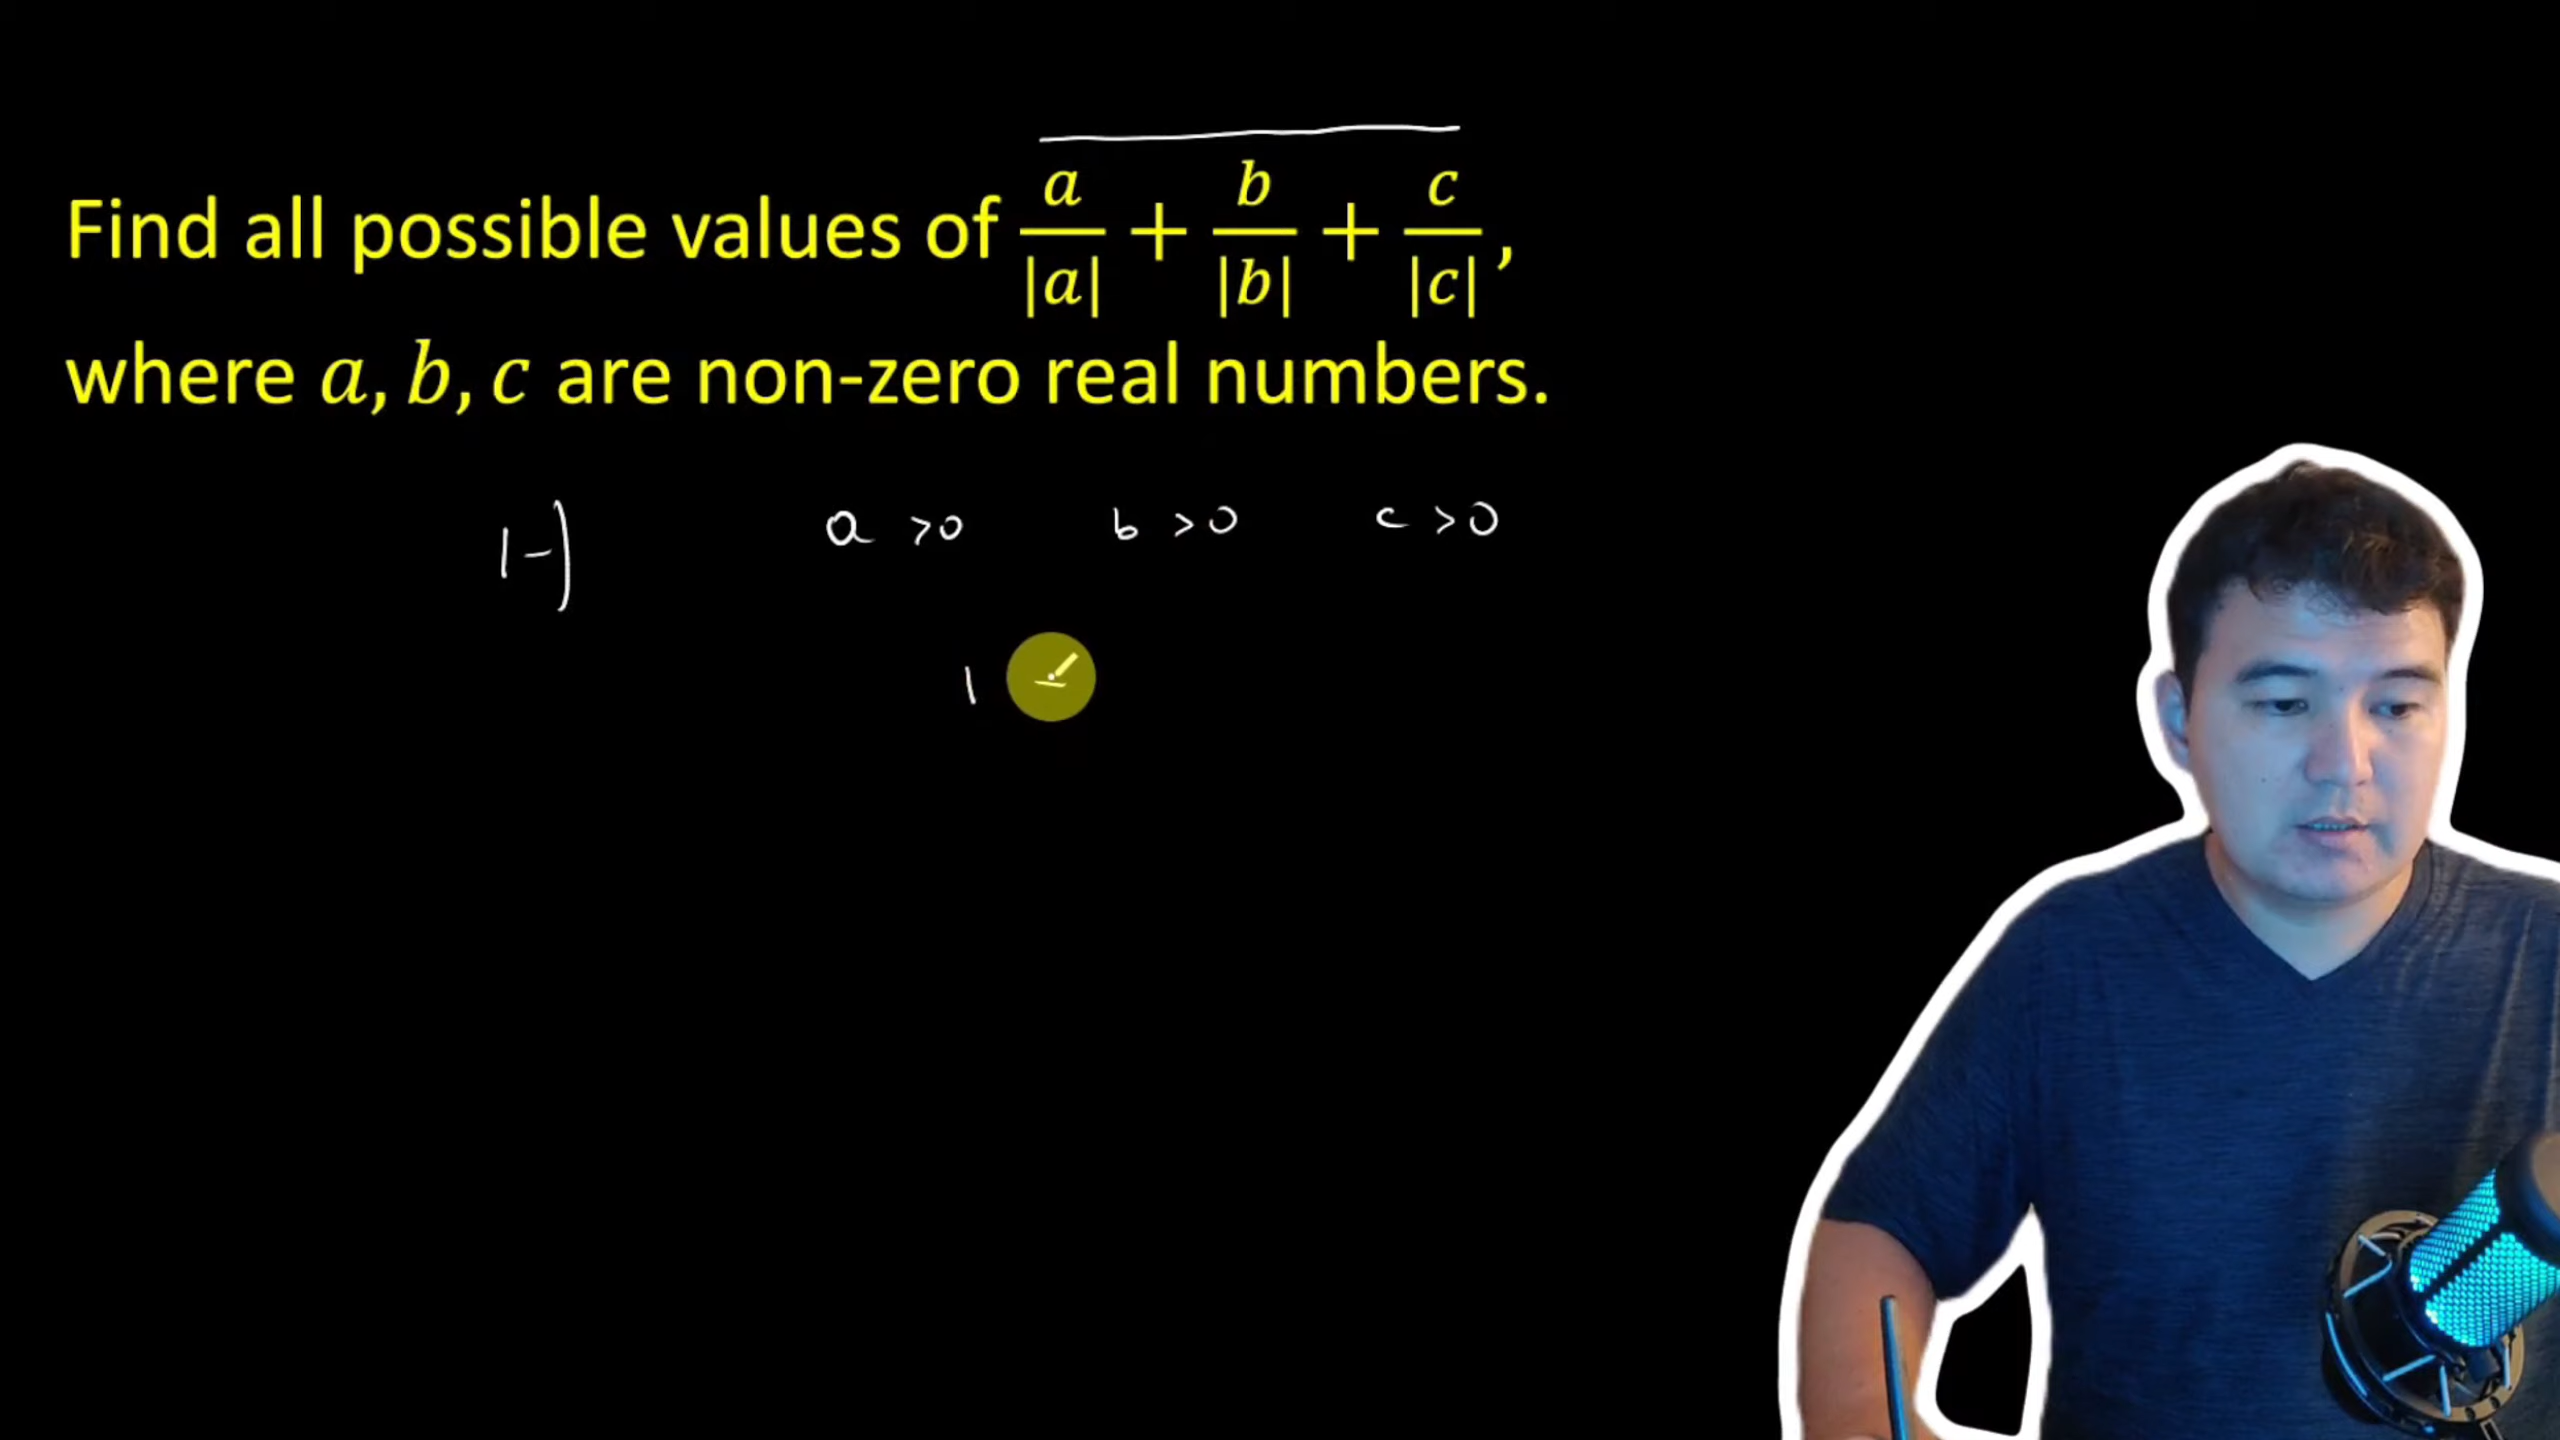 Find all possible values of a/|a| + b/|b| + c/|c|,
where a, b, c are non-zero real numbers.
1-) a >0 b >0 c >0
1